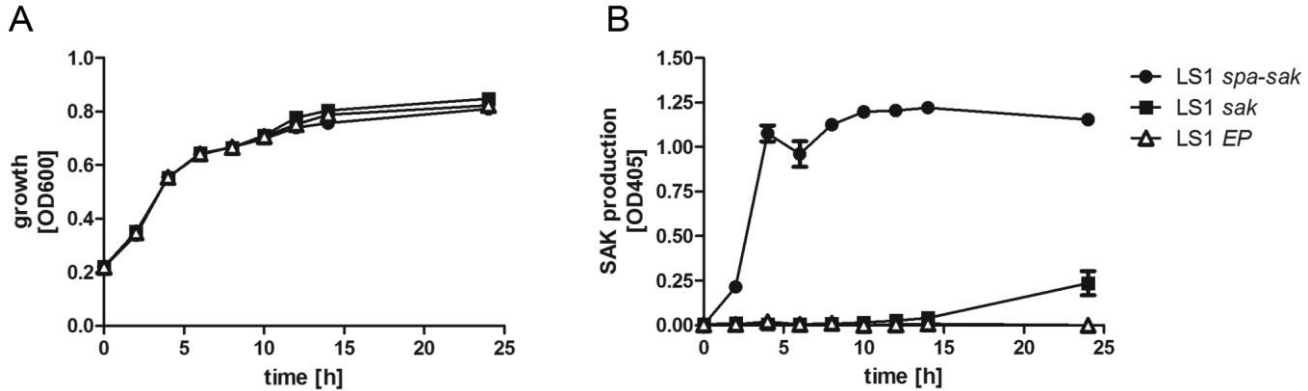 A
B
1.0
0.8
0.6
0.4
0.2
0.0
growth
[OD600]
0 5 10 15 20 25
time [h]
1.50
1.25
1.00
0.75
0.50
0.25
0.00
SAK production
[OD405]
0 5 10 15 20 25
time [h]
LS1 spa-sak
LS1 sak
LS1 EP